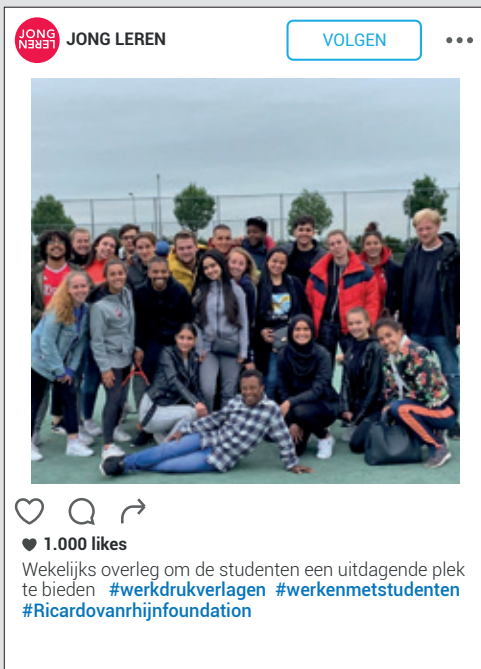 JONG
LEREN
JONG LEREN
VOLGEN
1.000 likes
Wekelijks overleg om de studenten een uitdagende plek
te bieden #werkdrukverlagen #werkenmetstudenten
#Ricardovanrhijnfoundation